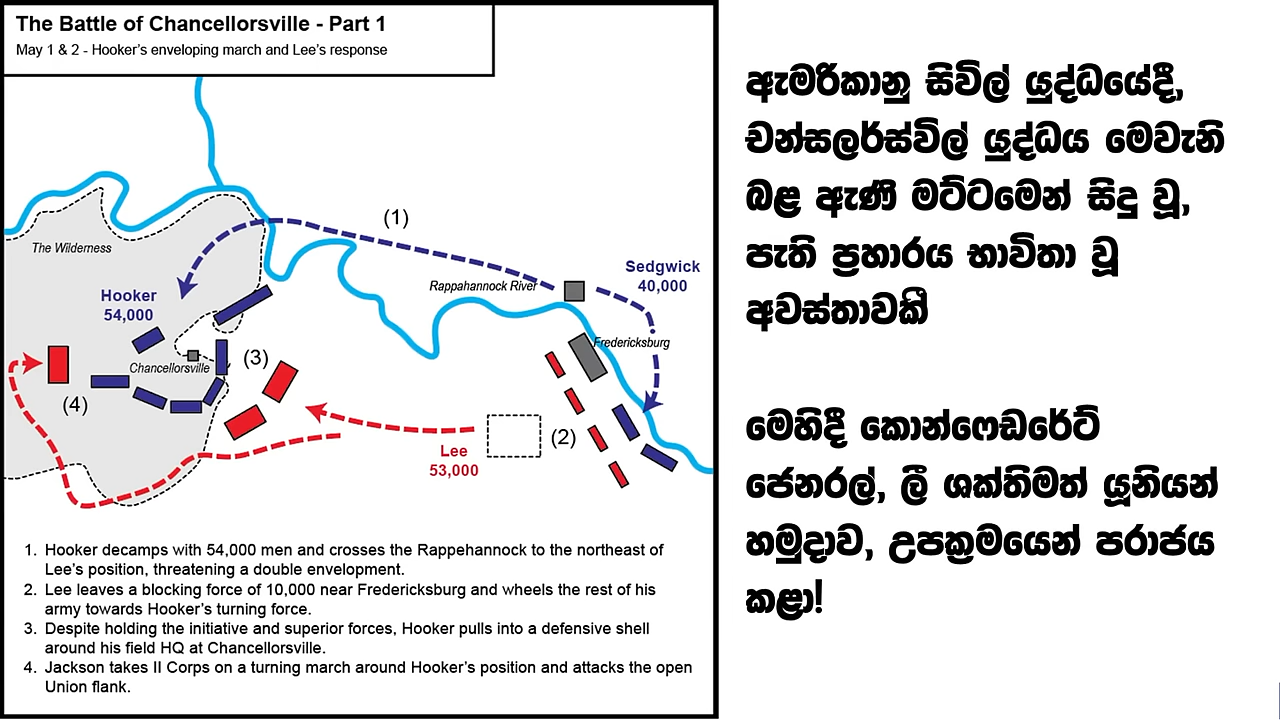 The Battle of Chancellorsville - Part 1
May 1 & 2 - Hooker's enveloping march and Lee's response
(1)
The Wilderness
Sedgwick
40,000
Rappahannock River
Hooker
54,000
Fredericksburg
Chancellorsville
(3)
(4)
(2)
Lee
53,000
1. Hooker decamps with 54,000 men and crosses the Rappehannock to the northeast of
Lee's position, threatening a double envelopment.
2. Lee leaves a blocking force of 10,000 near Fredericksburg and wheels the rest of his
army towards Hooker's turning force.
3. Despite holding the initiative and superior forces, Hooker pulls into a defensive shell
around his field HQ at Chancellorsville.
4. Jackson takes II Corps on a turning march around Hooker's position and attacks the open
Union flank.
ඇමරිකානු සිවිල් යුද්ධයේදී,
චන්සලර්ස්විල් යුද්ධය මෙවැනි
බළ ඇණි මට්ටමෙන් සිදු වූ,
පැති ප්‍රහාරය භාවිතා වූ
අවස්තාවකී
මෙහිදී කොන්ෆෙඩරේට්
ජෙනරල්, ලී ශක්තිමත් යූනියන්
හමුදාව, උපක්‍රමයෙන් පරාජය
කළා!